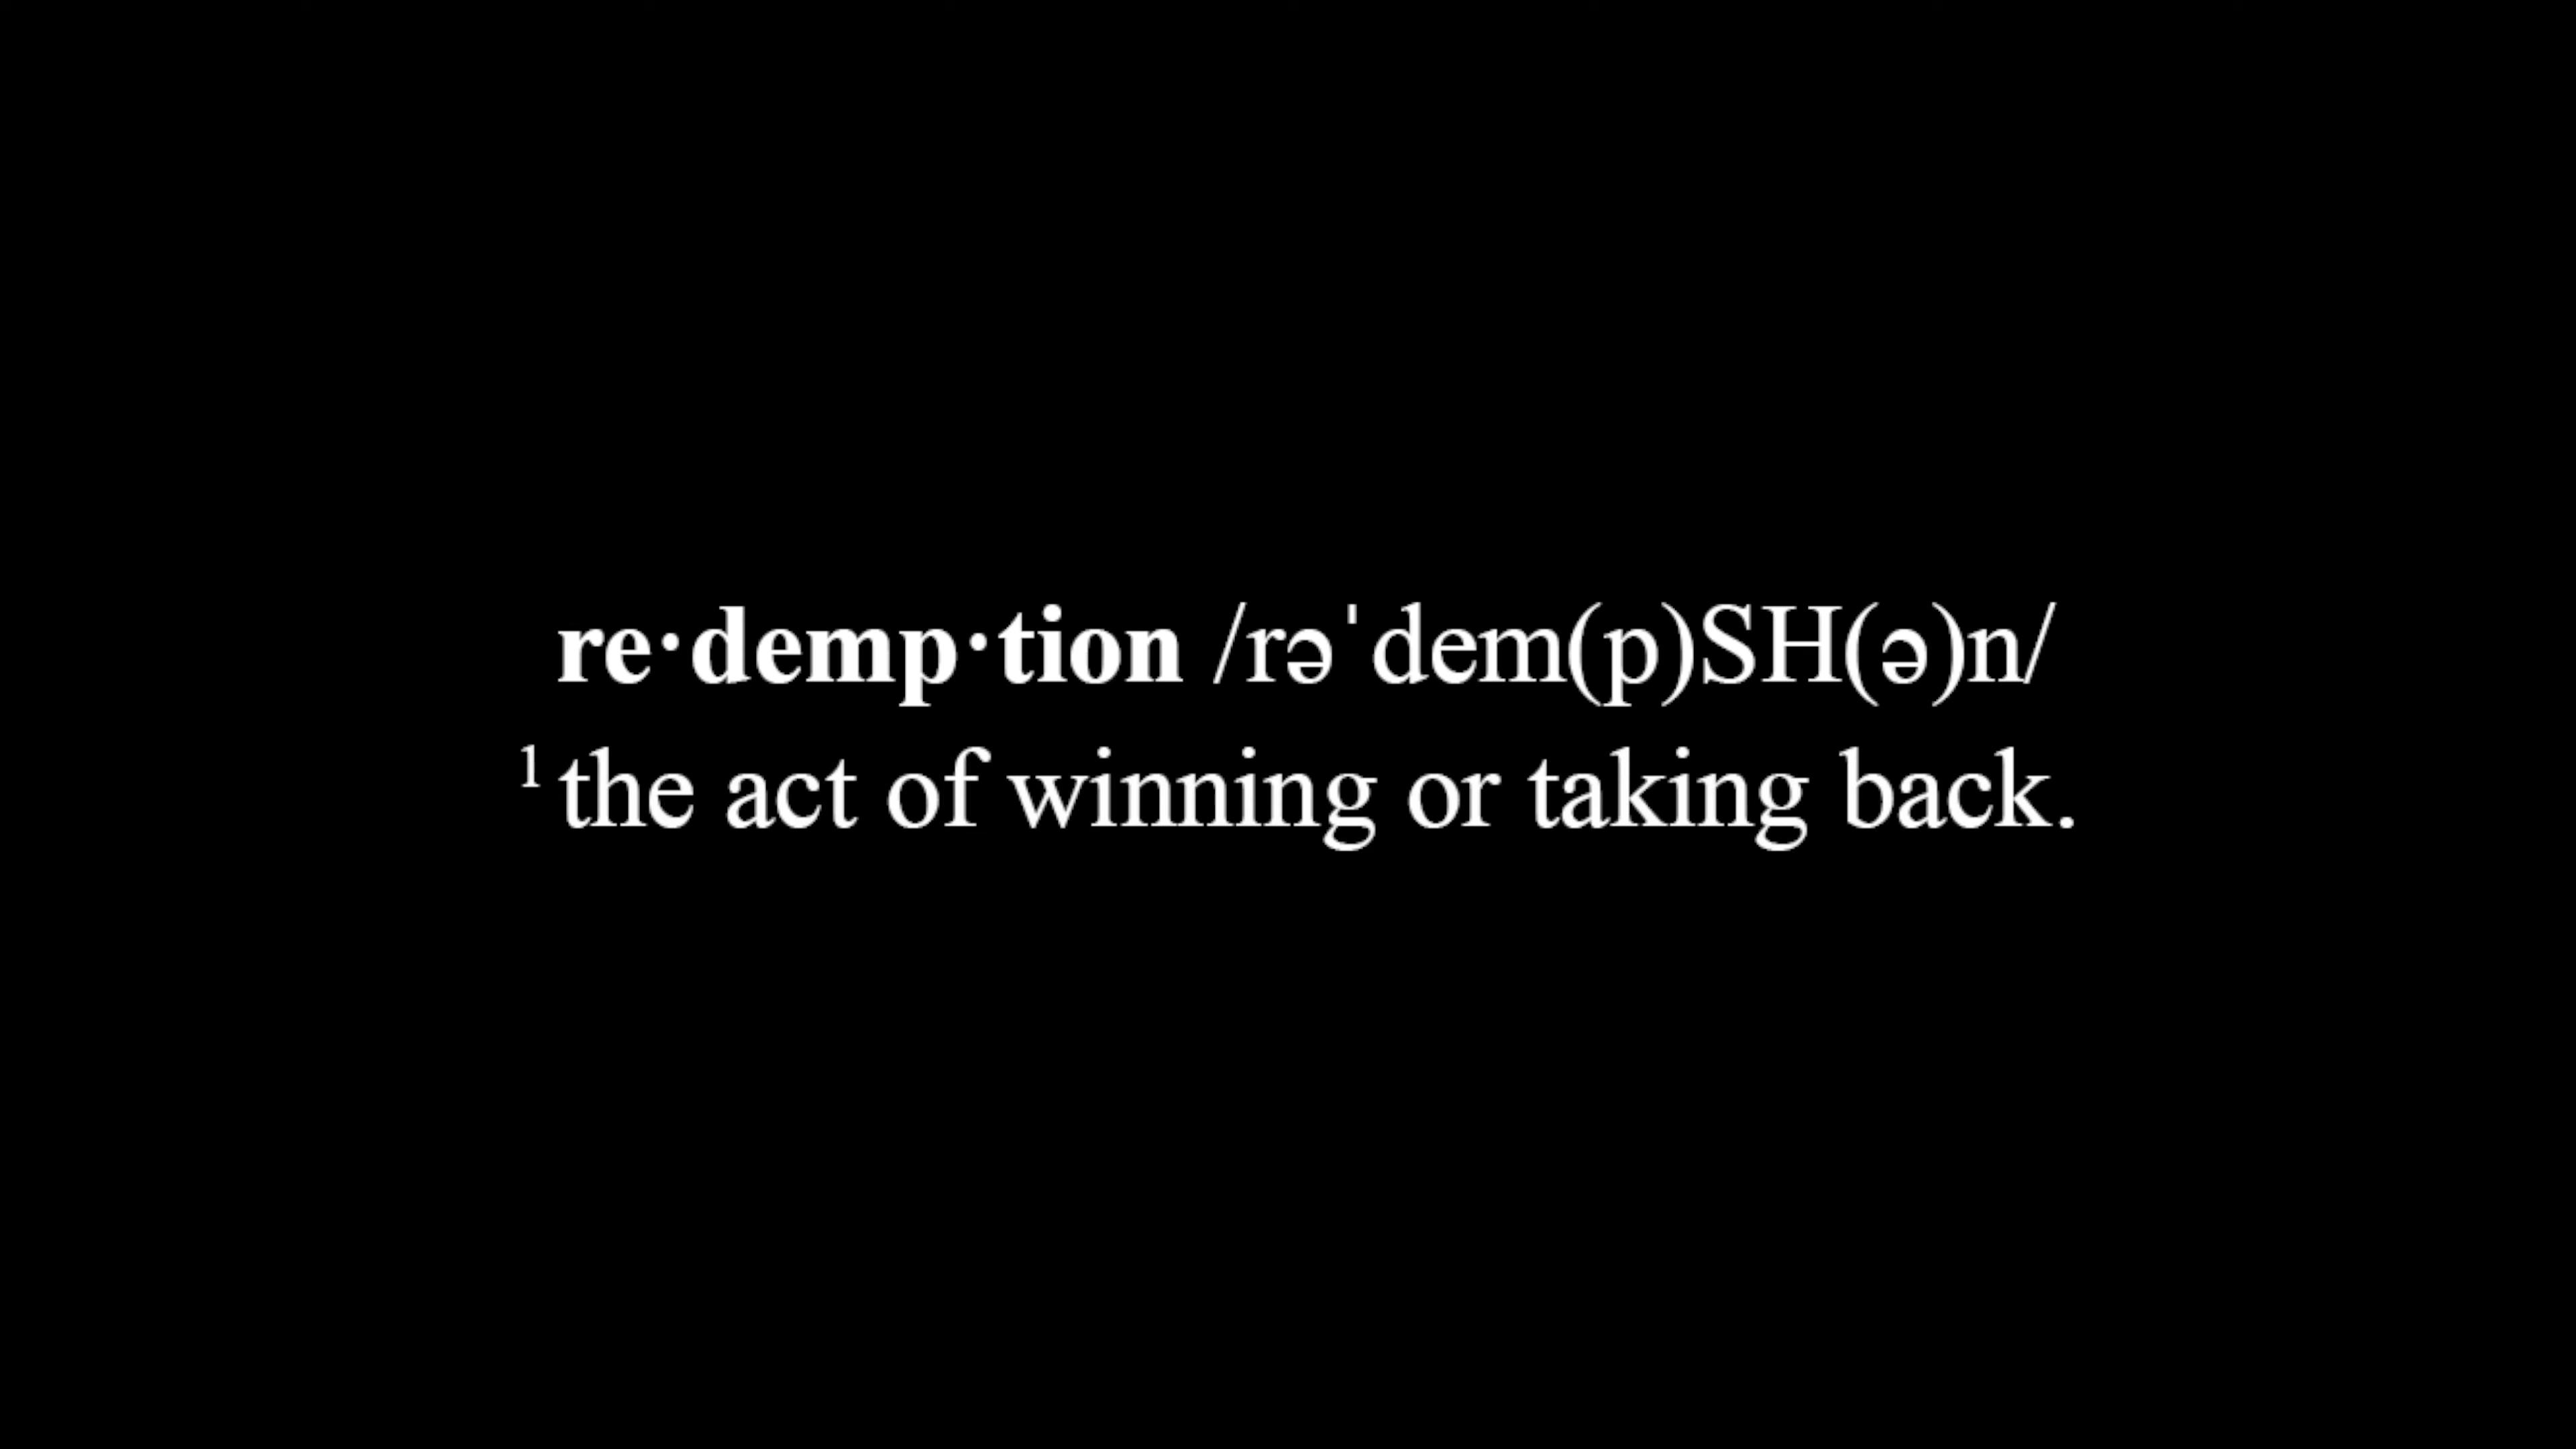 re·demp·tion /rəˈdem(p)SH(ə)n/
¹ the act of winning or taking back.